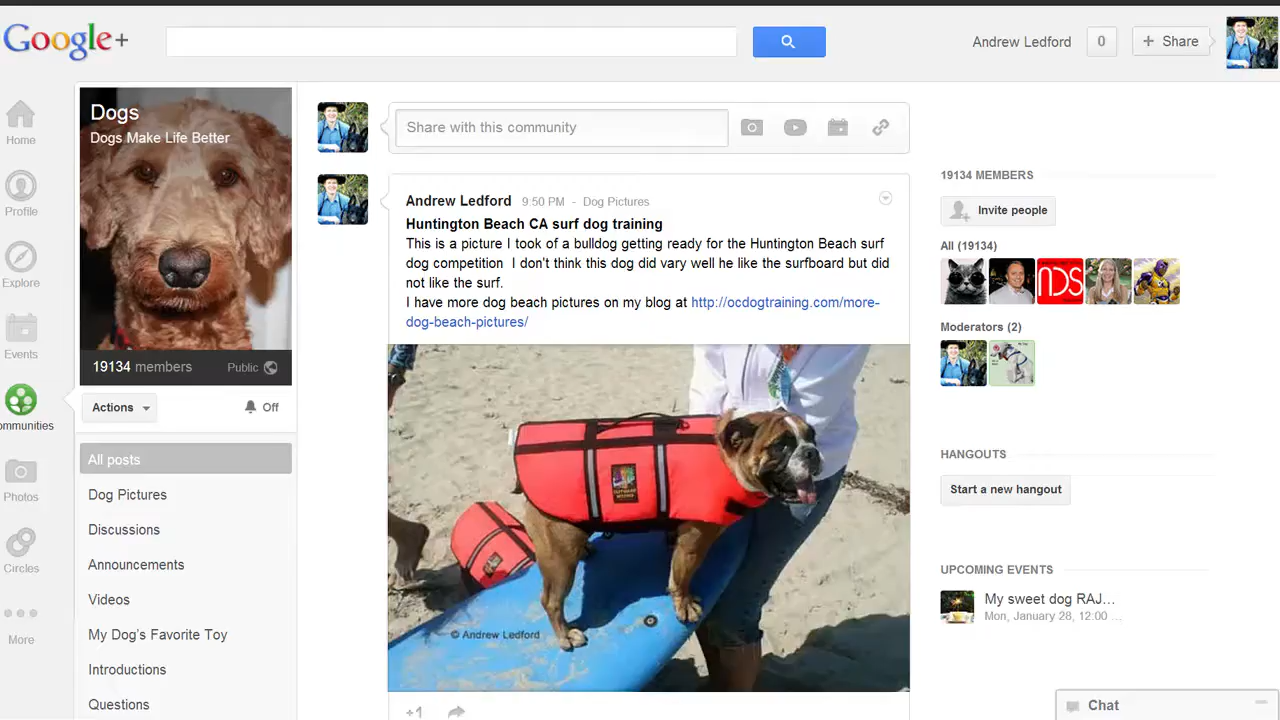 Google+
Andrew Ledford
0
+ Share
Home
Profile
Explore
Events
ommunities
Photos
Circles
More
Dogs
Dogs Make Life Better
19134 members
Public
Actions
Off
All posts
Dog Pictures
Discussions
Announcements
Videos
My Dog's Favorite Toy
Introductions
Questions
Share with this community
Andrew Ledford 9:50 PM - Dog Pictures
Huntington Beach CA surf dog training
This is a picture I took of a bulldog getting ready for the Huntington Beach surf
dog competition I don't think this dog did vary well he like the surfboard but did
not like the surf.
I have more dog beach pictures on my blog at http://ocdogtraining.com/more-
dog-beach-pictures/
© Andrew Ledford
+1
19134 MEMBERS
Invite people
All (19134)
NDS
Moderators (2)
HANGOUTS
Start a new hangout
UPCOMING EVENTS
My sweet dog RAJ...
Mon, January 28, 12:00 ...
Chat